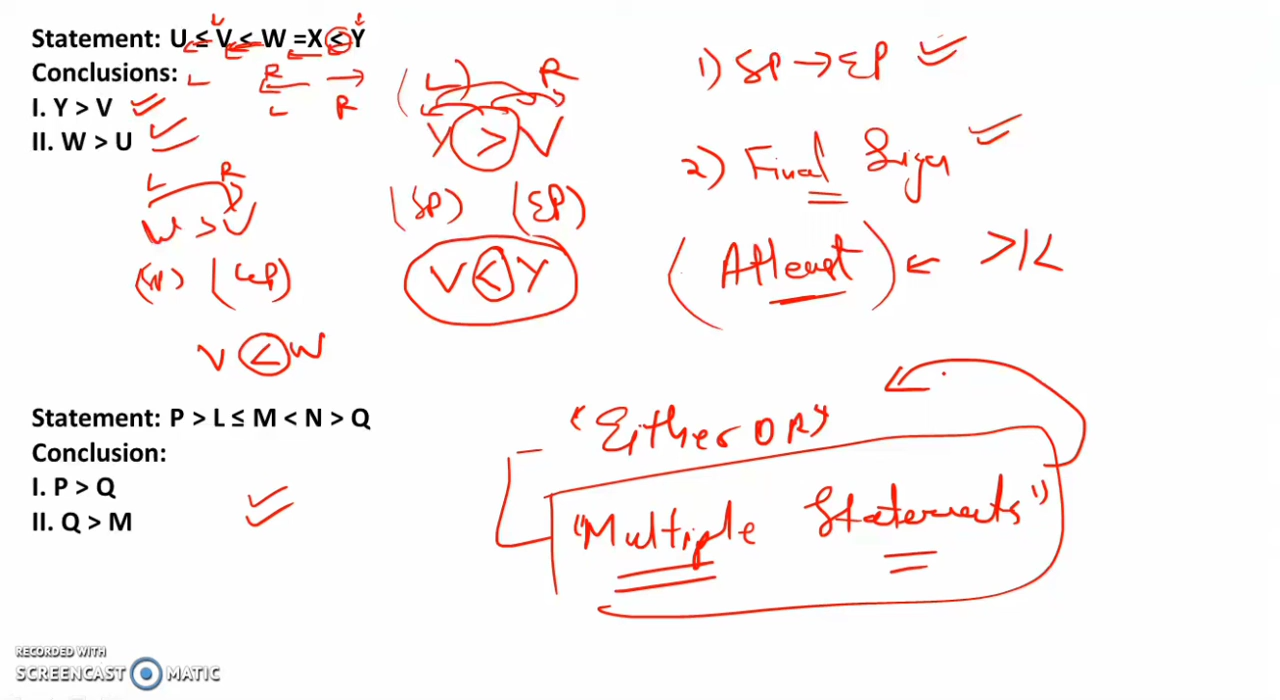 Statement: U ≤ V < W =X ≤ Y
Conclusions:
I. Y > V
II. W > U
L R
L R
L R
Y > V
(SP) (EP)
V < Y
L R
W > V
V < W
1) SP → EP
2) Final Sign
(Attempt) ← >/<
Statement: P > L ≤ M < N > Q
Conclusion:
I. P > Q
II. Q > M
"Either OR"
"Multiple Statements"
RECORDED WITH
SCREENCAST MATIC